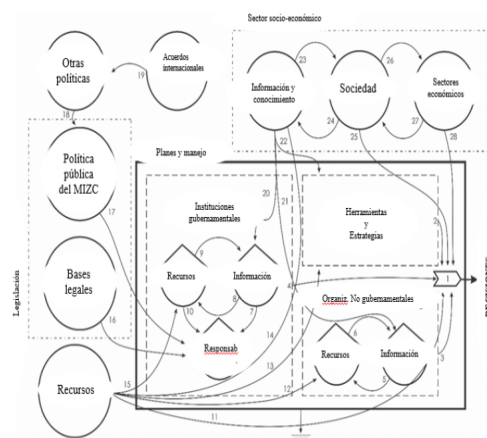 Sector socio-económico
Otras
políticas
Acuerdos
internacionales
19
18
Información y
conocimiento
23
Sociedad
26
Sectores
económicos
24
27
22
25
28
Política
pública
del MIZC
17
Bases
legales
16
Legislación
Recursos
15
Planes y manejo
Instituciones
gubernamentales
20
21
Recursos
9
Información
10
8
7
Responsab
Herramientas
y
Estrategias
2
4
1
Organiz. No gubernamentales
14
13
12
11
Recursos
6
Información
5
3